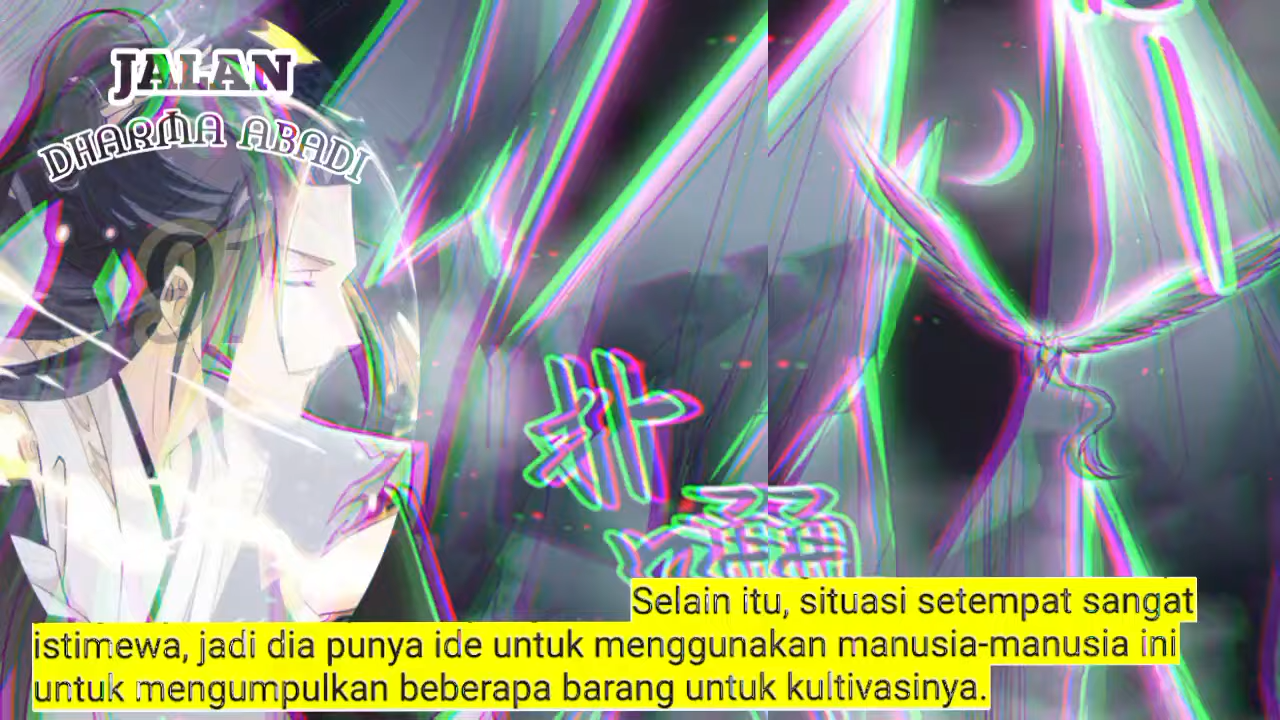 JALAN
DHARMA ABADI
91
Selain itu, situasi setempat sangat
istimewa, jadi dia punya ide untuk menggunakan manusia-manusia ini
untuk mengumpulkan beberapa barang untuk kultivasinya.